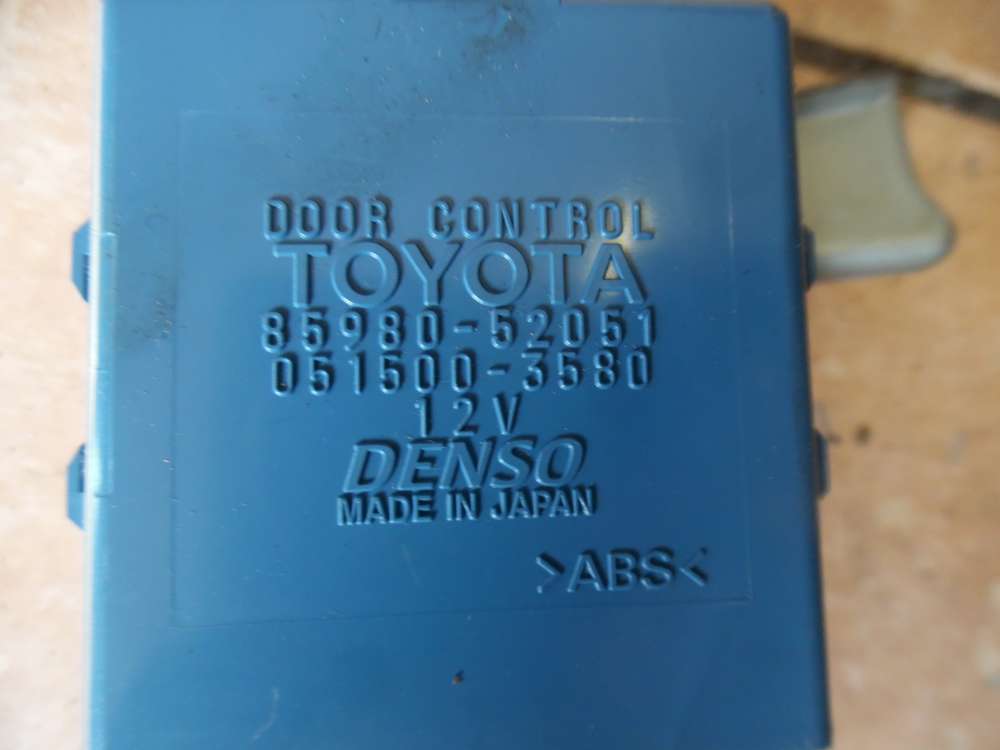 DOOR CONTROL
TOYOTA
85980-52051
051500-3580
12V
DENSO
MADE IN JAPAN
>ABS<